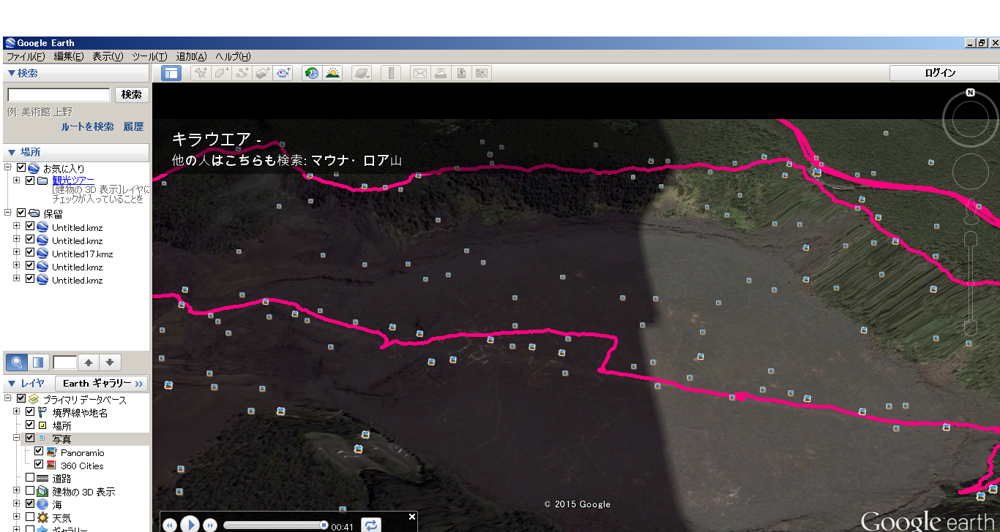 Google Earth
ファイル(F) 編集(E) 表示(V) ツール(T) 追加(A) ヘルプ(H)
▼検索
検索
例: 美術館 上野
ルートを検索 履歴
▼ 場所
お気に入り
観光ツアー
[建物の 3D 表示]レイヤに
チェックが入っていることを
保留
Untitled.kmz
Untitled.kmz
Untitled17.kmz
Untitled.kmz
Untitled.kmz
▼ レイヤ
Earth ギャラリー >>
プライマリ データベース
境界線や地名
場所
写真
Panoramio
360 Cities
道路
建物の 3D 表示
海
天気
ギャラリー
ログイン
N
キラウエア -
他の人はこちらも検索: マウナ・ロア山
© 2015 Google
00:41
Google earth